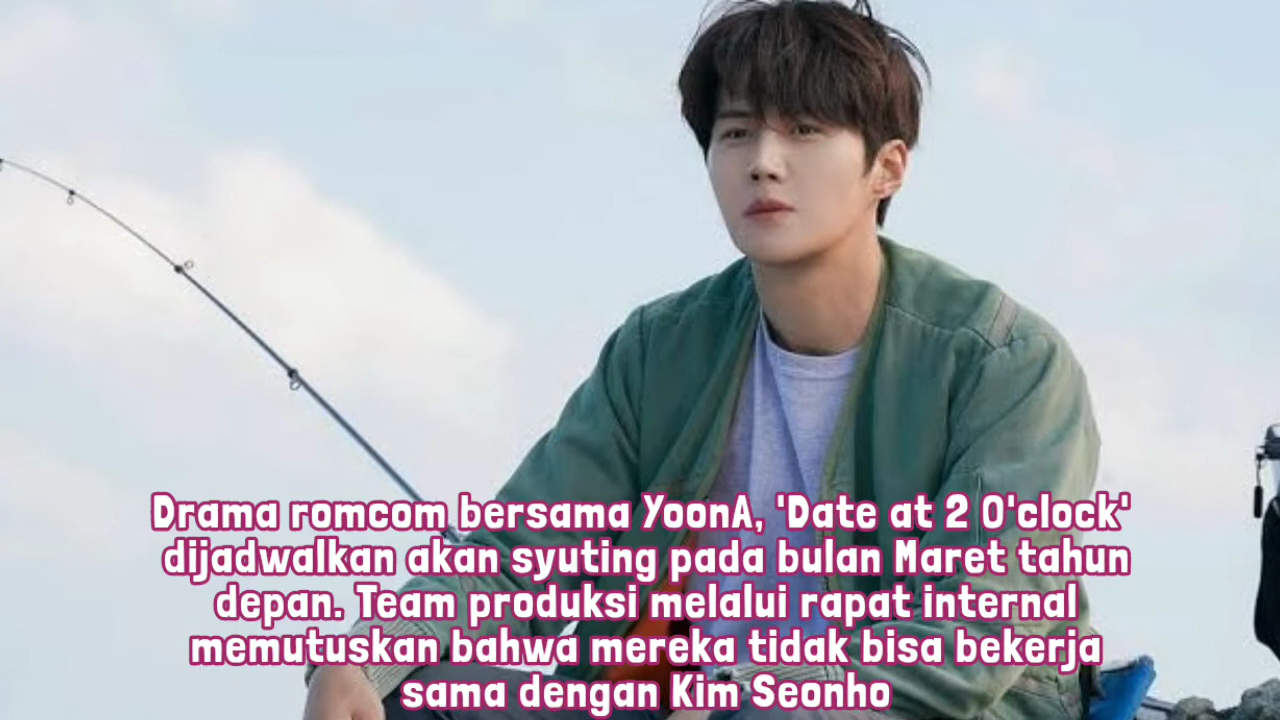 Drama romcom bersama YoonA, 'Date at 2 O'clock'
dijadwalkan akan syuting pada bulan Maret tahun
depan. Team produksi melalui rapat internal
memutuskan bahwa mereka tidak bisa bekerja
sama dengan Kim Seonho